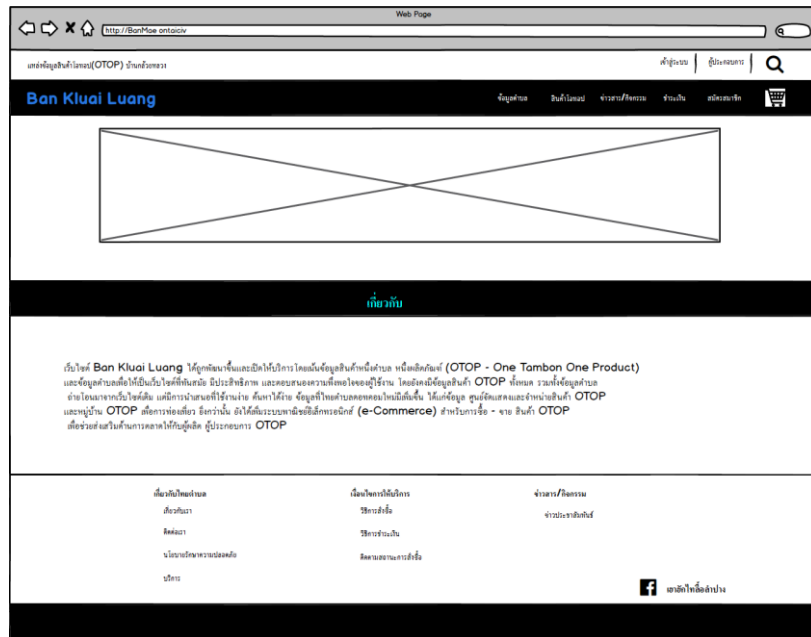 Web Page
http://BanMae ontaiciv
แหล่งข้อมูลสินค้าโอทอป(OTOP) บ้านกล้วยหลวง
เข้าสู่ระบบ
ผู้ประกอบการ
Ban Kluai Luang
ข้อมูลตำบล
สินค้าโอทอป
ข่าวสาร/กิจกรรม
ชำระเงิน
สมัครสมาชิก
เกี่ยวกับ
เว็บไซต์ Ban Kluai Luang ได้ถูกพัฒนาขึ้นและเปิดให้บริการโดยเน้นข้อมูลสินค้าหนึ่งตำบล หนึ่งผลิตภัณฑ์ (OTOP - One Tambon One Product)
และข้อมูลตำบลเพื่อให้เป็นเว็บไซต์ที่ทันสมัย มีประสิทธิภาพ และตอบสนองความพึงพอใจของผู้ใช้งาน โดยยังคงมีข้อมูลสินค้า OTOP ทั้งหมด รวมทั้งข้อมูลตำบล
ถ่ายโอนมาจากเว็บไซต์เดิม แต่มีการนำเสนอที่ใช้งานง่าย ค้นหาได้ง่าย ข้อมูลที่ไทยตำบลดอทคอมใหม่มีเพิ่มขึ้น ได้แก่ข้อมูล ศูนย์จัดแสดงและจำหน่ายสินค้า OTOP
และหมู่บ้าน OTOP เพื่อการท่องเที่ยว ยิ่งกว่านั้น ยังได้เพิ่มระบบพาณิชย์อิเล็กทรอนิกส์ (e-Commerce) สำหรับการซื้อ - ขาย สินค้า OTOP
เพื่อช่วยส่งเสริมด้านการตลาดให้กับผู้ผลิต ผู้ประกอบการ OTOP
เกี่ยวกับไทยตำบล
เงื่อนไขการให้บริการ
ข่าวสาร/กิจกรรม
เกี่ยวกับเรา
วิธีการสั่งซื้อ
ข่าวประชาสัมพันธ์
ติดต่อเรา
วิธีการชำระเงิน
นโยบายรักษาความปลอดภัย
ติดตามสถานะการสั่งซื้อ
บริการ
เฮาฮักไทลื้อลำปาง